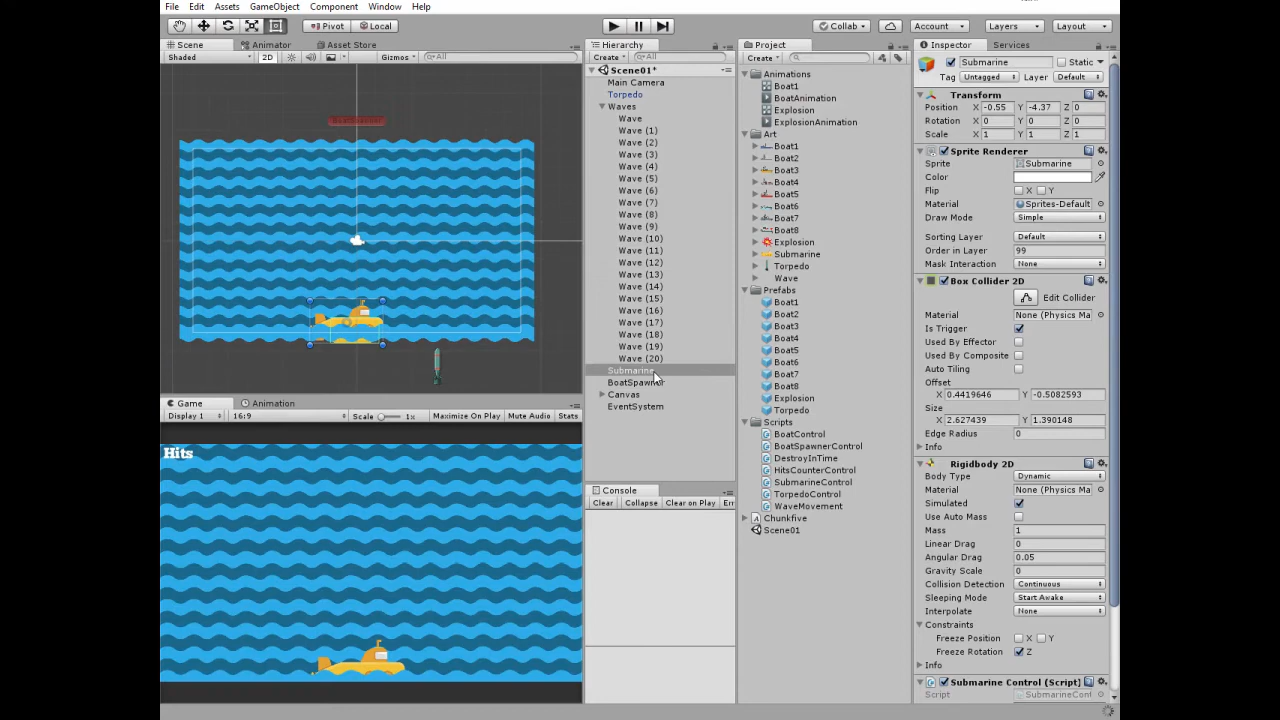 File Edit Assets GameObject Component Window Help
Pivot Local Collab Account Layers Layout
Scene Animator Asset Store
Shaded 2D Gizmos All
Hits
Game Animation
Display 1 16:9 Scale 1x Maximize On Play Mute Audio Stats
Hierarchy
Create All
Scene01*
Main Camera
Torpedo
Waves
Wave
Wave (1)
Wave (2)
Wave (3)
Wave (4)
Wave (5)
Wave (6)
Wave (7)
Wave (8)
Wave (9)
Wave (10)
Wave (11)
Wave (12)
Wave (13)
Wave (14)
Wave (15)
Wave (16)
Wave (17)
Wave (18)
Wave (19)
Wave (20)
Submarine
BoatSpawner
Canvas
EventSystem
Console
Clear Collapse Clear on Play Err
Project
Create
Animations
Boat1
BoatAnimation
Explosion
ExplosionAnimation
Art
Boat1
Boat2
Boat3
Boat4
Boat5
Boat6
Boat7
Boat8
Explosion
Submarine
Torpedo
Wave
Prefabs
Boat1
Boat2
Boat3
Boat4
Boat5
Boat6
Boat7
Boat8
Explosion
Torpedo
Scripts
BoatControl
BoatSpawnerControl
DestroyInTime
HitsCounterControl
SubmarineControl
TorpedoControl
WaveMovement
Chunkfive
Scene01
Inspector Services
Submarine Static
Tag Untagged Layer Default
Transform
Position X -0.55 Y -4.37 Z 0
Rotation X 0 Y 0 Z 0
Scale X 1 Y 1 Z 1
Sprite Renderer
Sprite Submarine
Color
Flip X Y
Material Sprites-Default
Draw Mode Simple
Sorting Layer Default
Order in Layer 99
Mask Interaction None
Box Collider 2D
Edit Collider
Material None (Physics Ma
Is Trigger
Used By Effector
Used By Composite
Auto Tiling
Offset
X 0.4419646 Y -0.5082593
Size
X 2.627439 Y 1.390148
Edge Radius 0
Info
Rigidbody 2D
Body Type Dynamic
Material None (Physics Ma
Simulated
Use Auto Mass
Mass 1
Linear Drag 0
Angular Drag 0.05
Gravity Scale 0
Collision Detection Continuous
Sleeping Mode Start Awake
Interpolate None
Constraints
Freeze Position X Y
Freeze Rotation Z
Info
Submarine Control (Script)
Script SubmarineCont